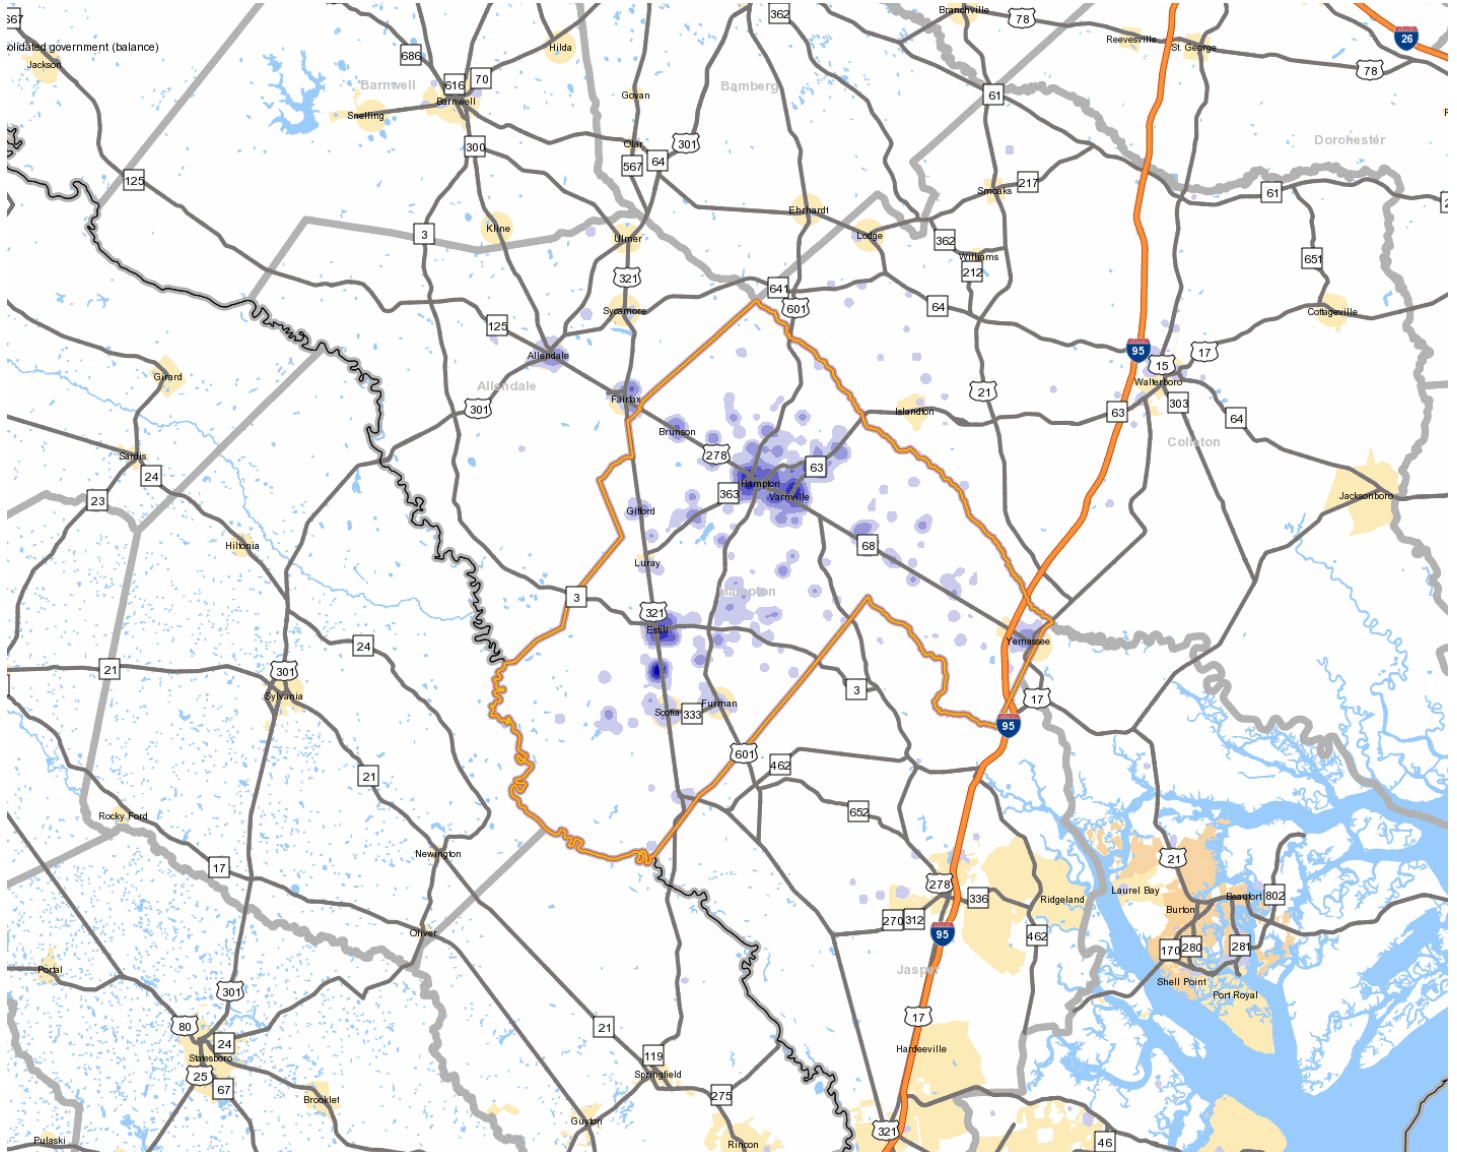 667
362
Branchville
78
26
Reevesville
St. George
olidated government (balance)
Jackson
686
Hilda
616
70
78
Barnwell
Bamberg
Barnwell
Snelling
Govan
61
Dorchester
300
Olar
301
567
64
125
Smoaks
217
61
Ehrhardt
Kline
3
Ulmer
Lodge
362
Williams
212
651
321
641
601
64
Sycamore
Cottageville
125
Allendale
95
17
15
Walterboro
Girard
Allendale
301
Fairfax
21
Islandton
63
303
64
Brunson
Colleton
Sardis
24
278
63
Hampton
Varnville
363
23
Jacksonboro
Gifford
Hiltonia
68
Luray
3
Hampton
321
Estill
24
Yemassee
21
301
Sylvania
3
17
Furman
Scotia
333
95
601
462
21
652
Rocky Ford
Newington
17
21
278
336
Ridgeland
Laurel Bay
Burton
Beaufort
802
270
312
462
Oliver
170
280
281
Portal
Jasper
Shell Point
Port Royal
301
80
21
17
95
24
Statesboro
119
Springfield
Hardeeville
25
67
Brooklet
275
Guyton
321
Pulaski
Rincon
46